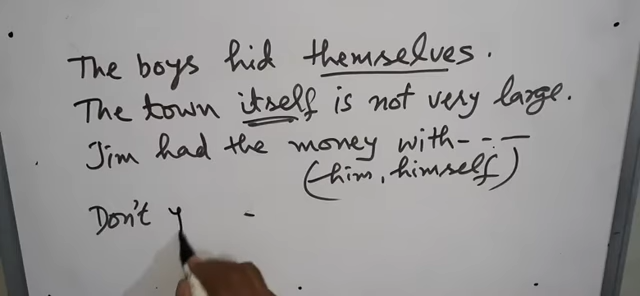 The boys hid themselves.
The town itself is not very large.
Jim had the money with- - —
(him, himself)
Don't y -